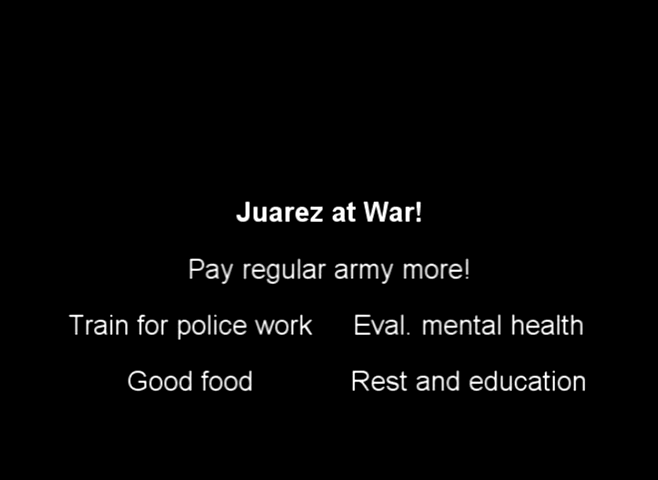 Juarez at War!
Pay regular army more!
Train for police work Eval. mental health
Good food Rest and education